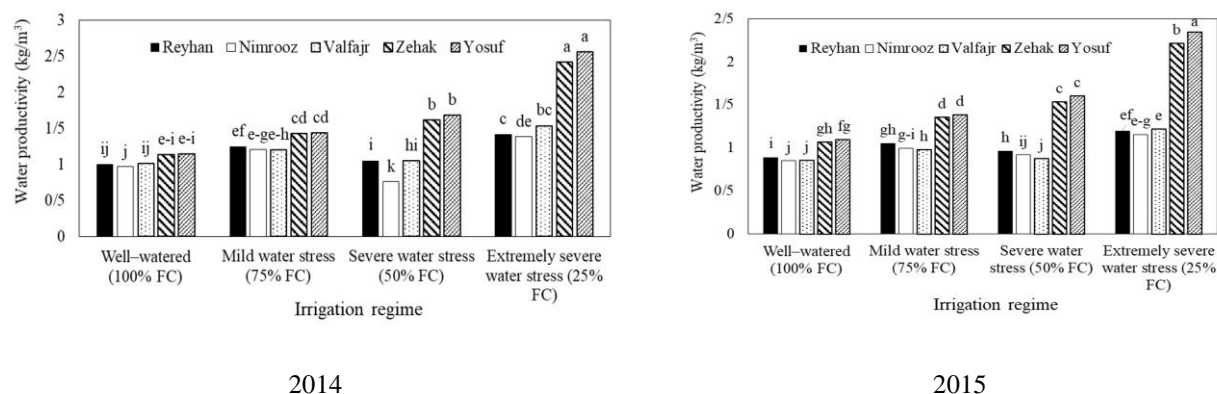 3
2/5
2
1/5
1
0/5
0
Water productivity (kg/m³)
Reyhan Nimrooz Valfajr Zehak Yosuf
ij j ij e-i e-i
ef e-g e-h cd cd
i k hi b b
c de bc a a
Well–watered (100% FC)
Mild water stress (75% FC)
Severe water stress (50% FC)
Extremely severe water stress (25% FC)
Irrigation regime
2014
2/5
2
1/5
1
0/5
0
Water productivity (kg/m³)
Reyhan Nimrooz Valfajr Zehak Yosuf
i j j gh fg
gh g-i h d d
h ij j c c
ef e-g e b a
Well–watered (100% FC)
Mild water stress (75% FC)
Severe water stress (50% FC)
Extremely severe water stress (25% FC)
Irrigation regime
2015